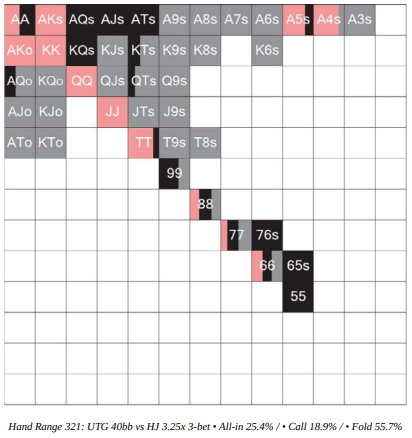 AA AKs AQs AJs ATs A9s A8s A7s A6s A5s A4s A3s
AKo KK KQs KJs KTs K9s K8s K6s
AQo KQo QQ QJs QTs Q9s
AJo KJo JJ JTs J9s
ATo KTo TT T9s T8s
99
88
77 76s
66 65s
55
Hand Range 321: UTG 40bb vs HJ 3.25x 3-bet • All-in 25.4% / • Call 18.9% / • Fold 55.7%